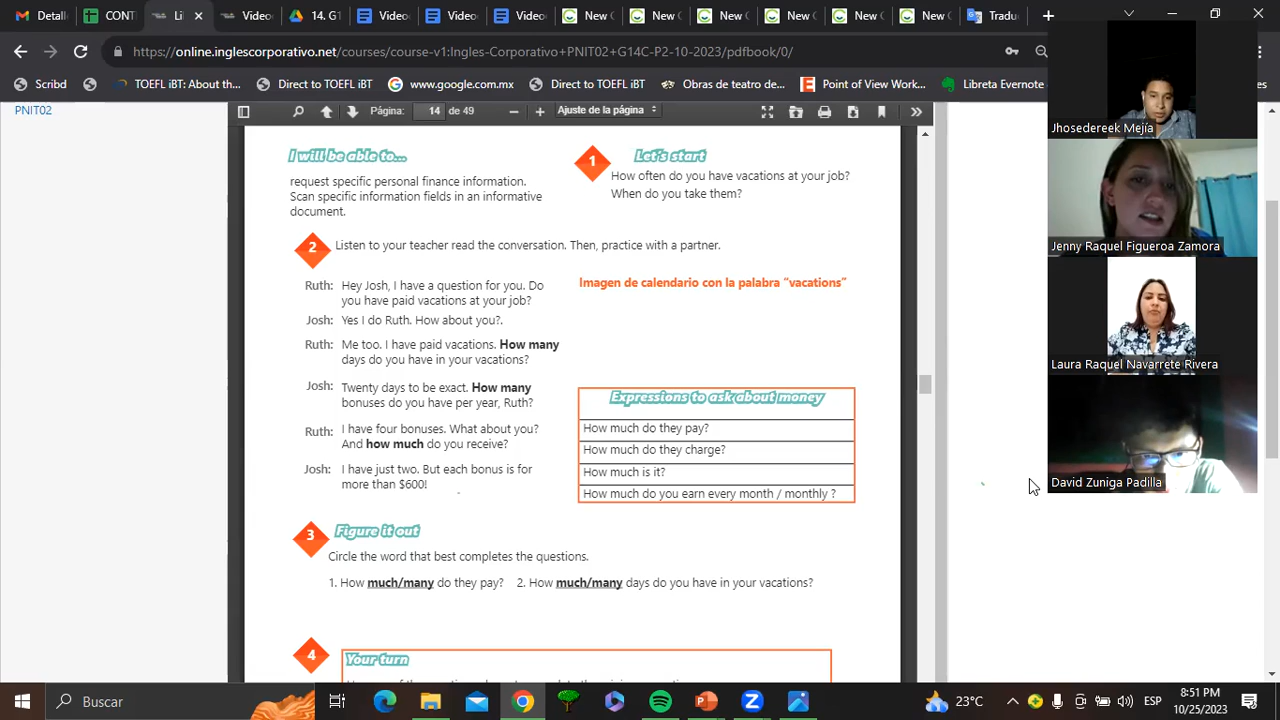 Detall
CONT
Li
Video
14. G1
Video
Video
Video
New C
New C
New C
New C
New C
New C
Tradu
https://online.inglescorporativo.net/courses/course-v1:Ingles-Corporativo+PNIT02+G14C-P2-10-2023/pdfbook/0/
Scribd
TOEFL iBT: About th...
Direct to TOEFL iBT
www.google.com.mx
Direct to TOEFL iBT
Obras de teatro de...
Point of View Work...
Libreta Evernote
PNIT02
Página:
14
Ajuste de la página
I will be able to...
request specific personal finance information.
Scan specific information fields in an informative
document.
1
Let's start
How often do you have vacations at your job?
When do you take them?
2
Listen to your teacher read the conversation. Then, practice with a partner.
Ruth: Hey Josh, I have a question for you. Do
you have paid vacations at your job?
Josh: Yes I do Ruth. How about you?.
Ruth: Me too. I have paid vacations. How many
days do you have in your vacations?
Josh: Twenty days to be exact. How many
bonuses do you have per year, Ruth?
Ruth: I have four bonuses. What about you?
And how much do you receive?
Josh: I have just two. But each bonus is for
more than $600!
Imagen de calendario con la palabra "vacations"
Expressions to ask about money
How much do they pay?
How much do they charge?
How much is it?
How much do you earn every month / monthly ?
3
Figure it out
Circle the word that best completes the questions.
1. How much/many do they pay? 2. How much/many days do you have in your vacations?
4
Your turn
Jhosedereek Mejía
Jenny Raquel Figueroa Zamora
Laura Raquel Navarrete Rivera
David Zuniga Padilla
Buscar
23°C
ESP
8:51 PM
10/25/2023